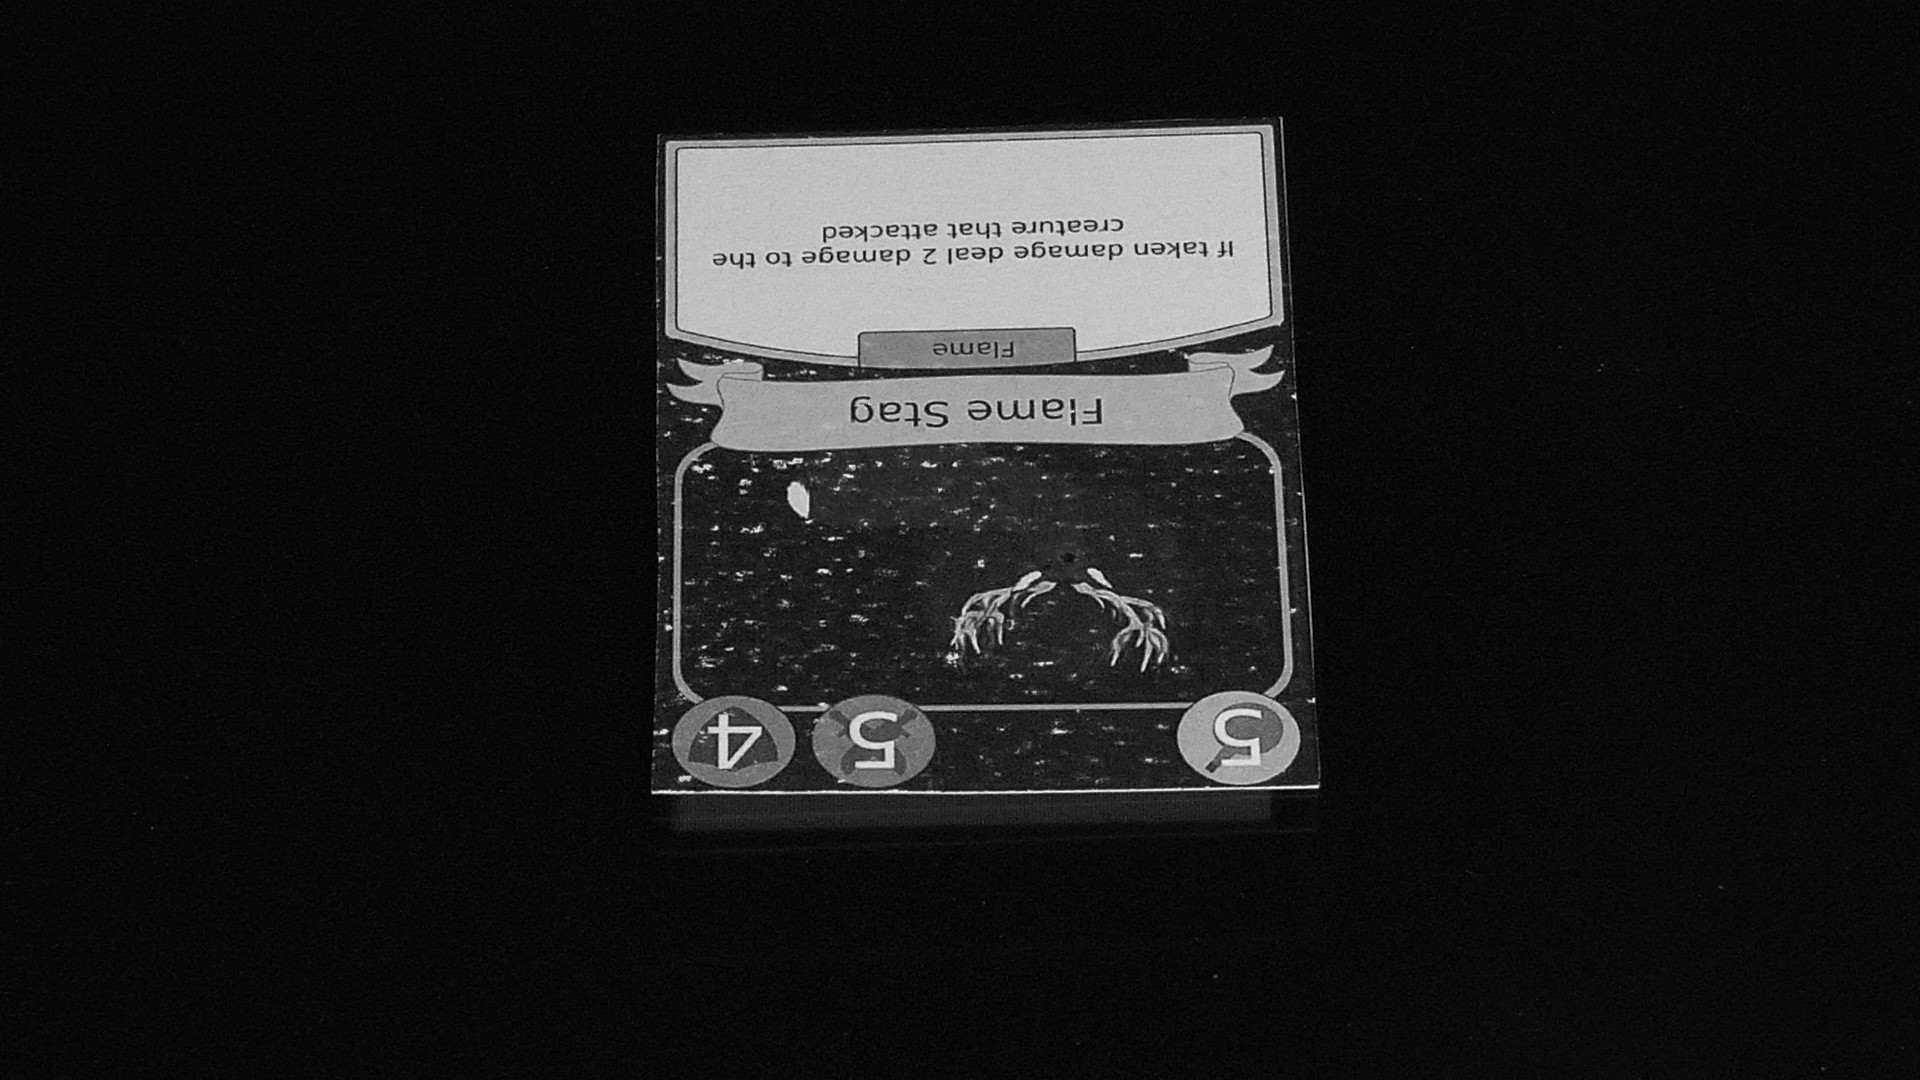 5 5 4
Flame Stag
Flame
If taken damage deal 2 damage to the
creature that attacked